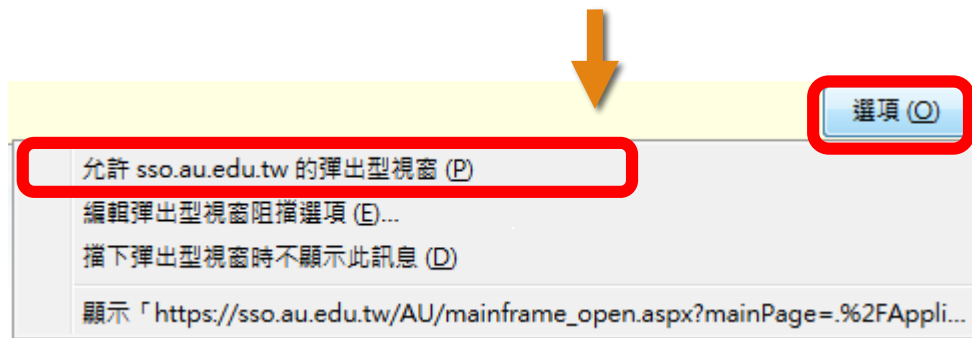 選項 (O)
允許 sso.au.edu.tw 的彈出型視窗 (P)
編輯彈出型視窗阻擋選項 (E)...
擋下彈出型視窗時不顯示此訊息 (D)
顯示「https://sso.au.edu.tw/AU/mainframe_open.aspx?mainPage=.%2FAppli...